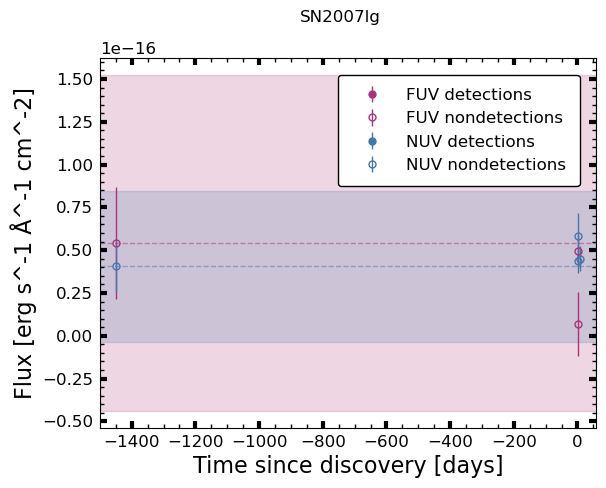 SN2007lg
1e−16
FUV detections
FUV nondetections
NUV detections
NUV nondetections
1.50
1.25
1.00
0.75
0.50
0.25
0.00
−0.25
−0.50
Flux [erg s^-1 Å^-1 cm^-2]
−1400 −1200 −1000 −800 −600 −400 −200 0
Time since discovery [days]